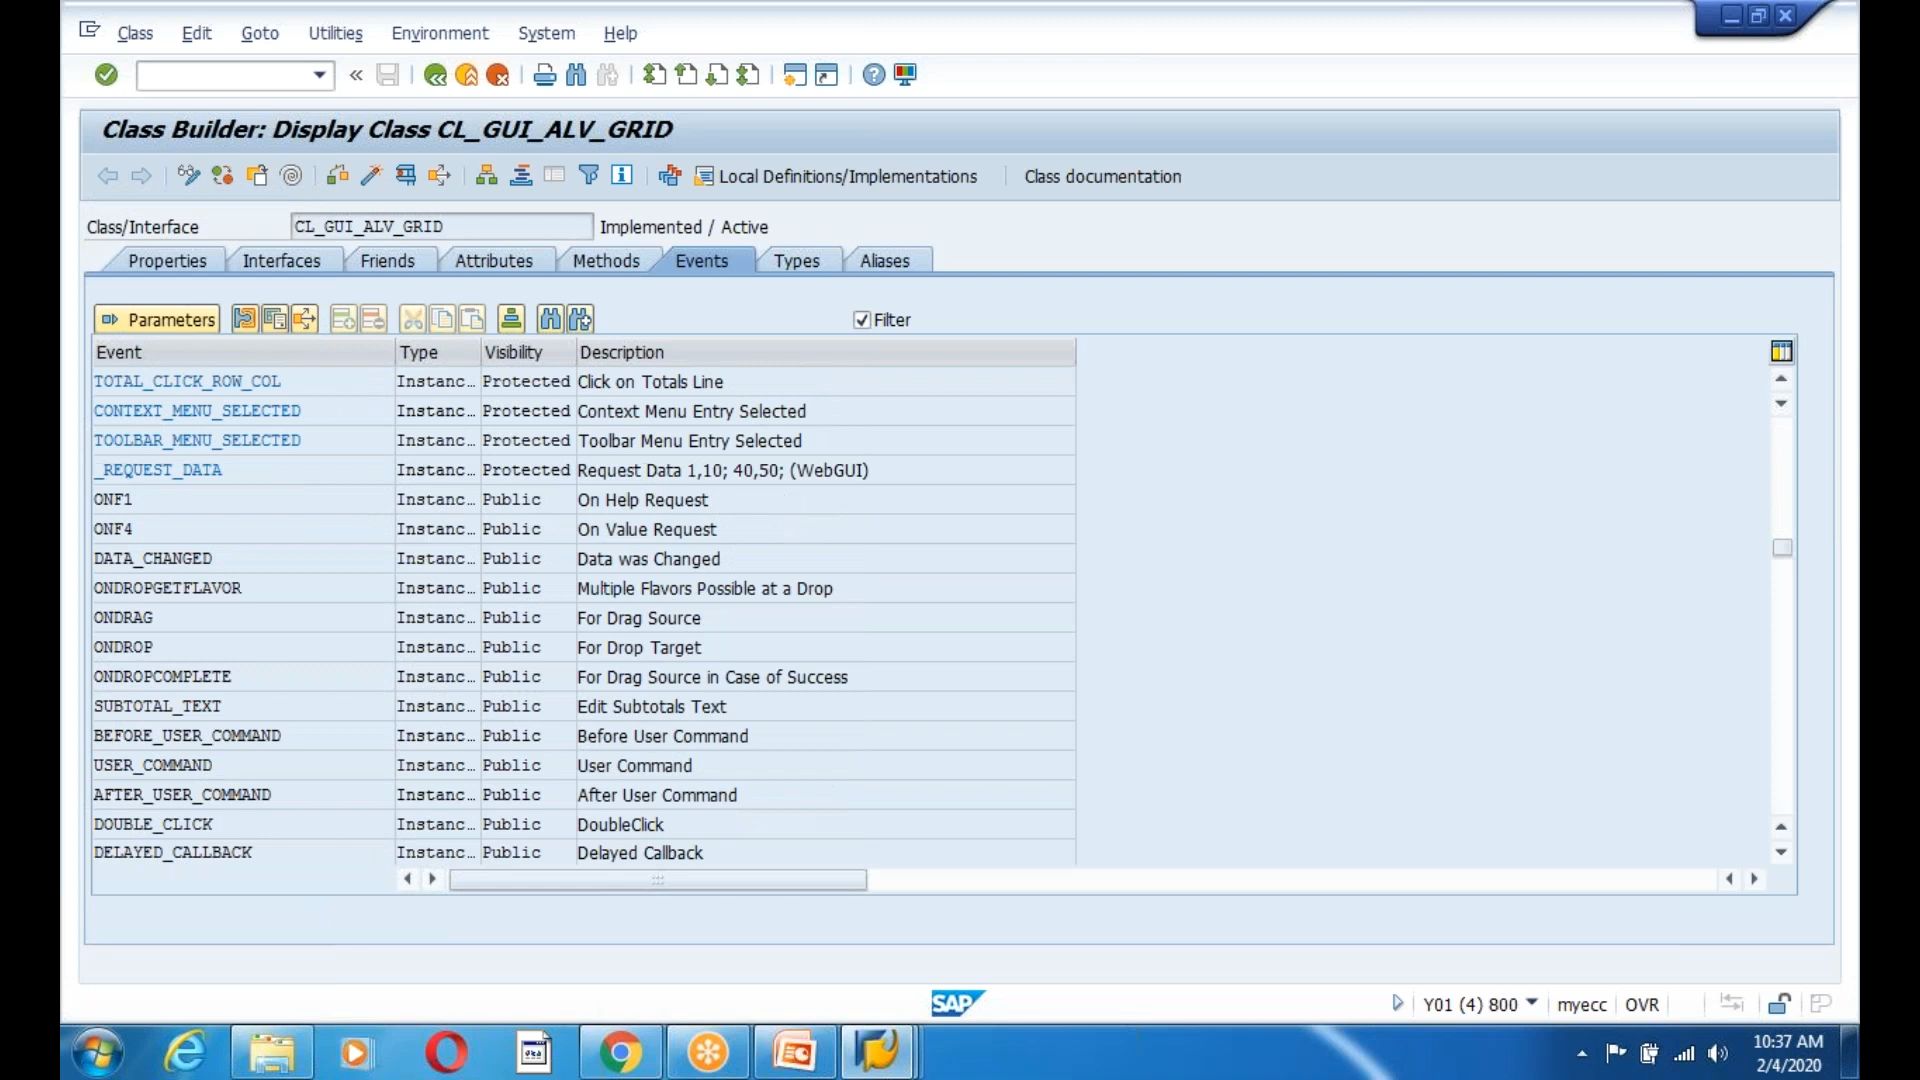 Class Edit Goto Utilities Environment System Help
Class Builder: Display Class CL_GUI_ALV_GRID
Local Definitions/Implementations Class documentation
Class/Interface CL_GUI_ALV_GRID Implemented / Active
Properties Interfaces Friends Attributes Methods Events Types Aliases
Parameters Filter
Event Type Visibility Description
TOTAL_CLICK_ROW_COL Instanc… Protected Click on Totals Line
CONTEXT_MENU_SELECTED Instanc… Protected Context Menu Entry Selected
TOOLBAR_MENU_SELECTED Instanc… Protected Toolbar Menu Entry Selected
_REQUEST_DATA Instanc… Protected Request Data 1,10; 40,50; (WebGUI)
ONF1 Instanc… Public On Help Request
ONF4 Instanc… Public On Value Request
DATA_CHANGED Instanc… Public Data was Changed
ONDROPGETFLAVOR Instanc… Public Multiple Flavors Possible at a Drop
ONDRAG Instanc… Public For Drag Source
ONDROP Instanc… Public For Drop Target
ONDROPCOMPLETE Instanc… Public For Drag Source in Case of Success
SUBTOTAL_TEXT Instanc… Public Edit Subtotals Text
BEFORE_USER_COMMAND Instanc… Public Before User Command
USER_COMMAND Instanc… Public User Command
AFTER_USER_COMMAND Instanc… Public After User Command
DOUBLE_CLICK Instanc… Public DoubleClick
DELAYED_CALLBACK Instanc… Public Delayed Callback
SAP Y01 (4) 800 myecc OVR
10:37 AM
2/4/2020